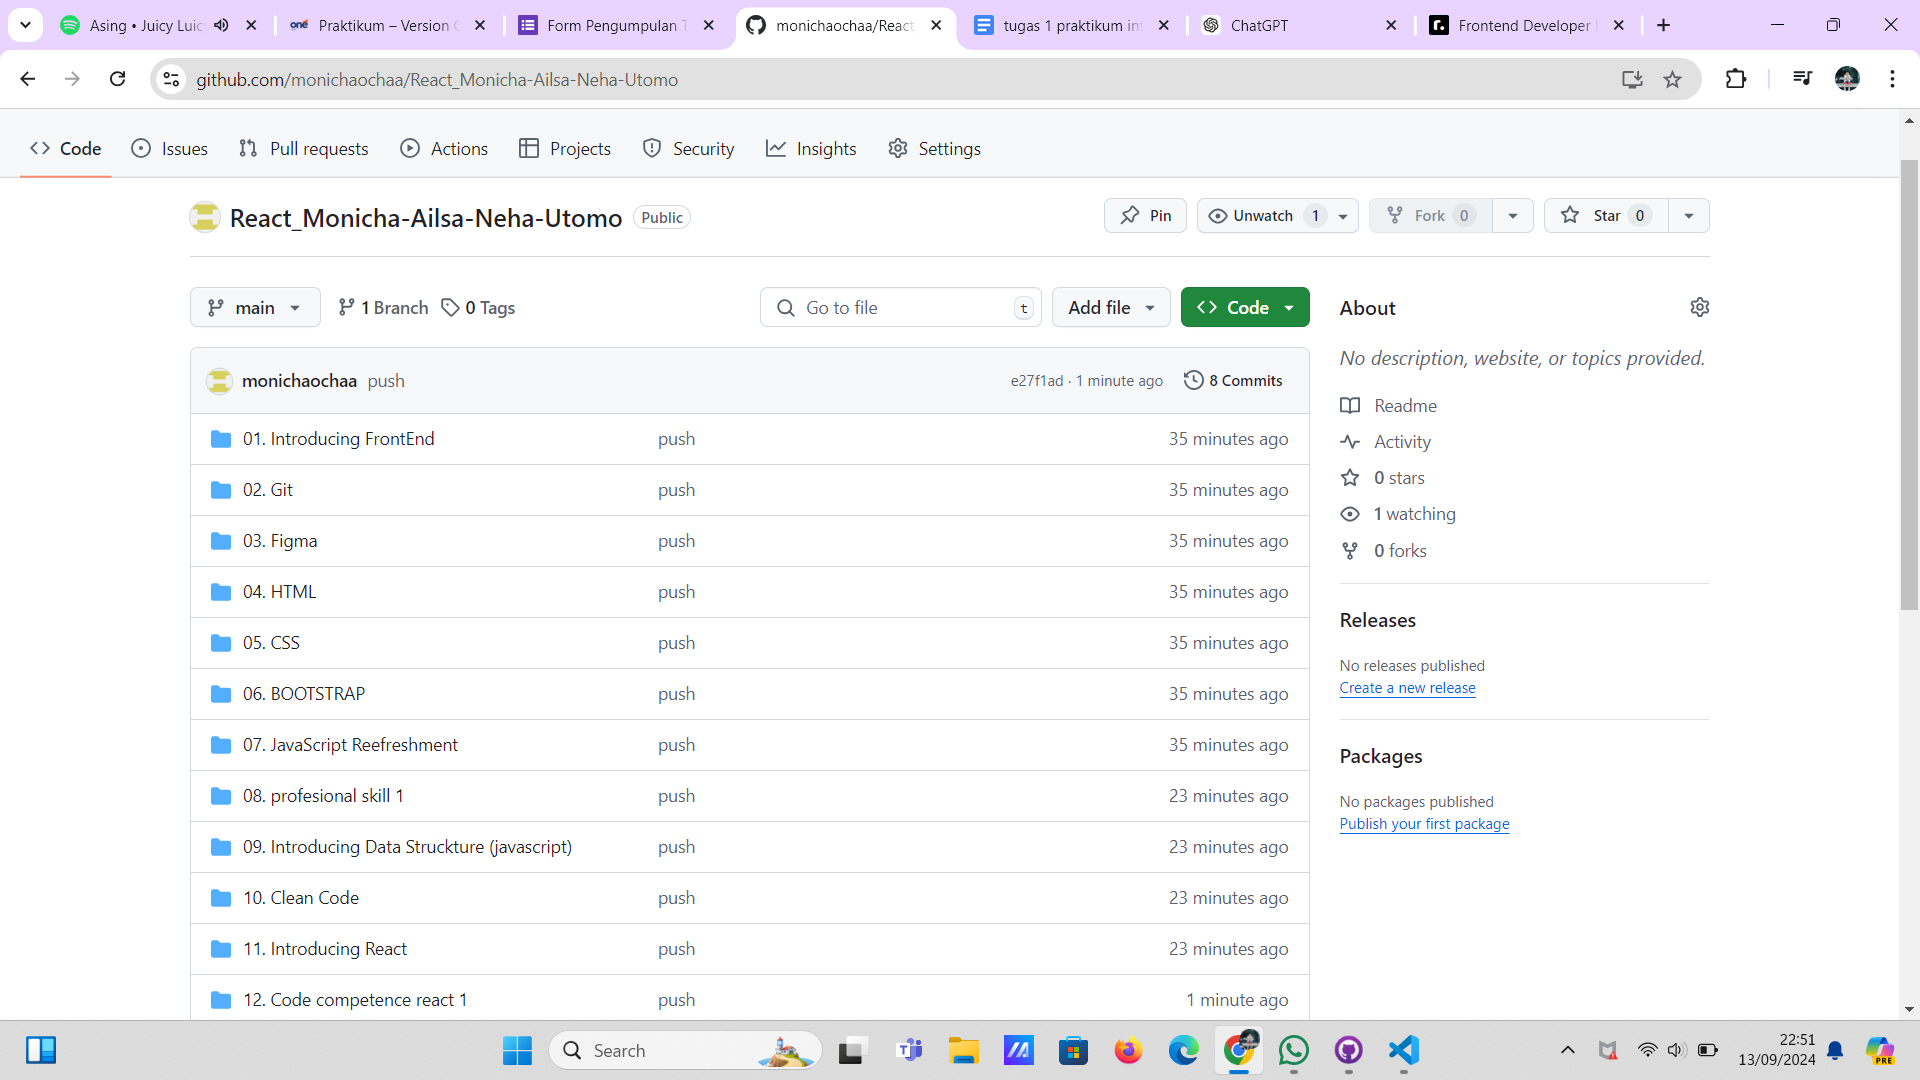 Asing • Juicy Luic
Praktikum – Version C
Form Pengumpulan T
monichaochaa/React
tugas 1 praktikum int
ChatGPT
Frontend Developer
github.com/monichaochaa/React_Monicha-Ailsa-Neha-Utomo
Code
Issues
Pull requests
Actions
Projects
Security
Insights
Settings
React_Monicha-Ailsa-Neha-Utomo
Public
Pin
Unwatch 1
Fork 0
Star 0
main
1 Branch
0 Tags
Go to file
t
Add file
Code
monichaochaa push
e27f1ad · 1 minute ago
8 Commits
01. Introducing FrontEnd push 35 minutes ago
02. Git push 35 minutes ago
03. Figma push 35 minutes ago
04. HTML push 35 minutes ago
05. CSS push 35 minutes ago
06. BOOTSTRAP push 35 minutes ago
07. JavaScript Reefreshment push 35 minutes ago
08. profesional skill 1 push 23 minutes ago
09. Introducing Data Struckture (javascript) push 23 minutes ago
10. Clean Code push 23 minutes ago
11. Introducing React push 23 minutes ago
12. Code competence react 1 push 1 minute ago
About
No description, website, or topics provided.
Readme
Activity
0 stars
1 watching
0 forks
Releases
No releases published
Create a new release
Packages
No packages published
Publish your first package
Search
22:51
13/09/2024
PRE